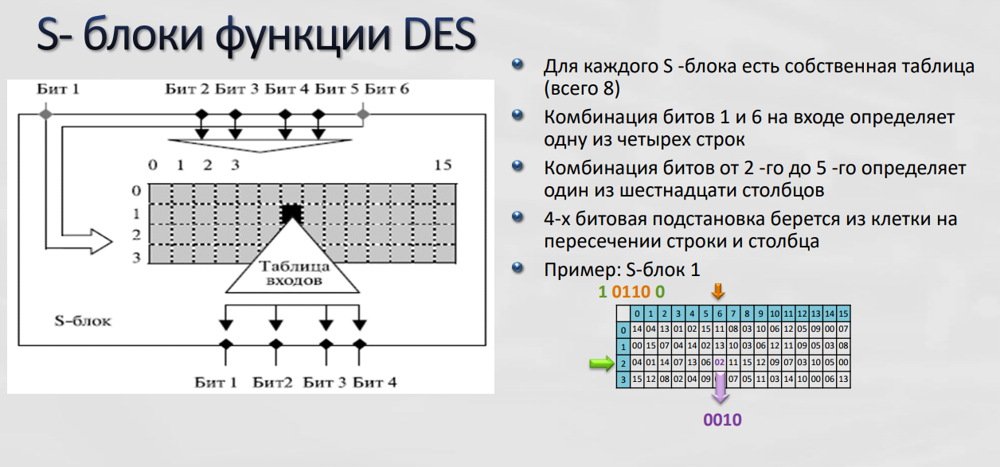 S- блоки функции DES
Бит 1 Бит 2 Бит 3 Бит 4 Бит 5 Бит 6
0 1 2 3 15
0
1
2
3
Таблица
входов
S-блок
Бит 1 Бит2 Бит 3 Бит 4
Для каждого S -блока есть собственная таблица
(всего 8)
Комбинация битов 1 и 6 на входе определяет
одну из четырех строк
Комбинация битов от 2 -го до 5 -го определяет
один из шестнадцати столбцов
4-х битовая подстановка берется из клетки на
пересечении строки и столбца
Пример: S-блок 1
1 0110 0
0 1 2 3 4 5 6 7 8 9 10 11 12 13 14 15
0 14 04 13 01 02 15 11 08 03 10 06 12 05 09 00 07
1 00 15 07 04 14 02 13 10 03 06 12 11 09 05 03 08
2 04 01 14 07 13 06 02 11 15 12 09 07 03 10 05 00
3 15 12 08 02 04 09 07 05 11 03 14 10 00 06 13
0010